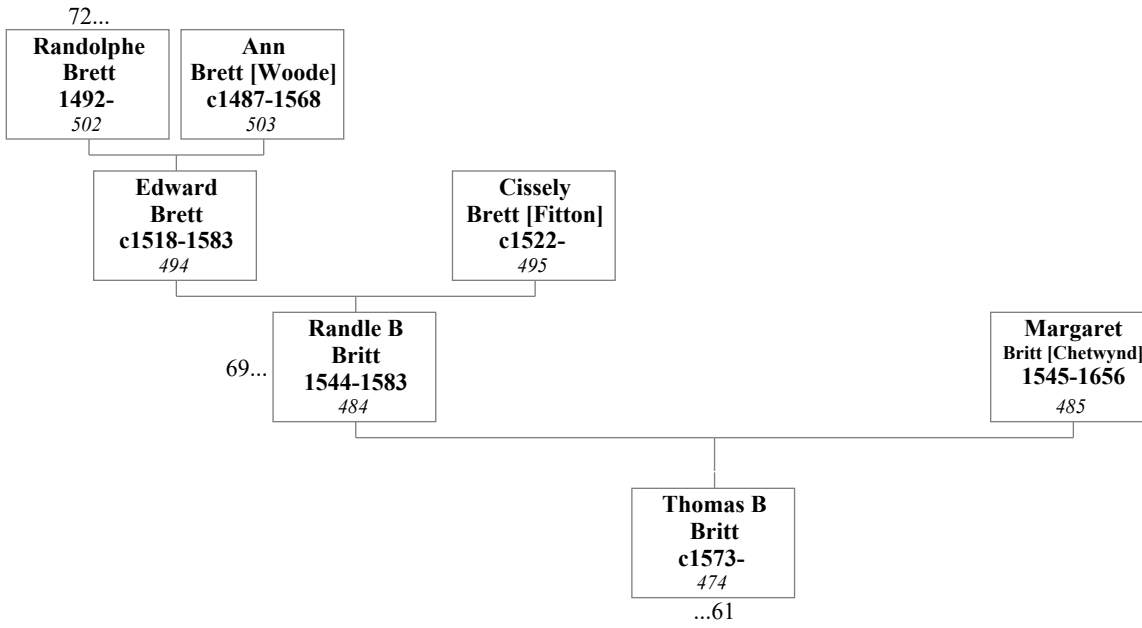 72...
Randolphe
Brett
1492-
502
Ann
Brett [Woode]
c1487-1568
503
Edward
Brett
c1518-1583
494
Cissely
Brett [Fitton]
c1522-
495
69...
Randle B
Britt
1544-1583
484
Margaret
Britt [Chetwynd]
1545-1656
485
Thomas B
Britt
c1573-
474
...61